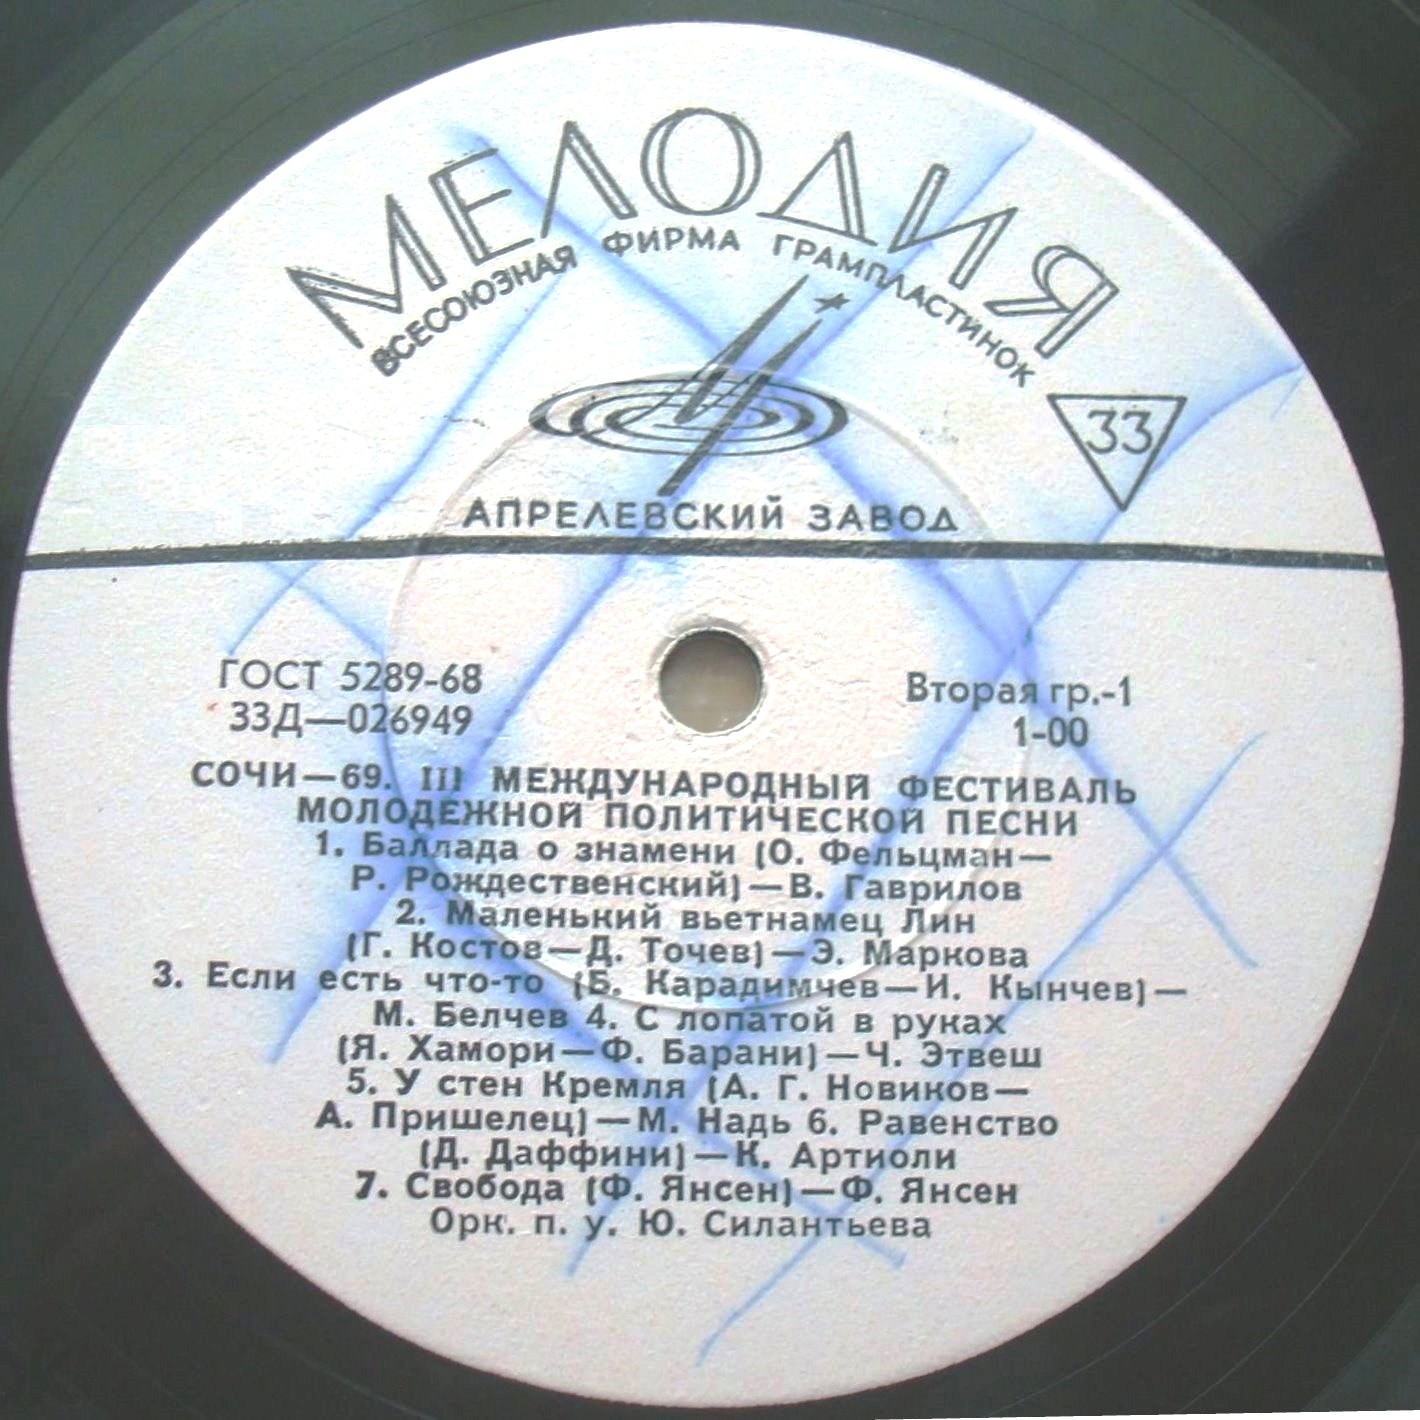 МЕЛОДИЯ
ВСЕСОЮЗНАЯ ФИРМА ГРАМПЛАСТИНОК
33
АПРЕЛЕВСКИЙ ЗАВОД
ГОСТ 5289-68
Вторая гр.-1
33Д—026949
1-00
СОЧИ—69. III МЕЖДУНАРОДНЫЙ ФЕСТИВАЛЬ
МОЛОДЕЖНОЙ ПОЛИТИЧЕСКОЙ ПЕСНИ
1. Баллада о знамени (О. Фельцман—
Р. Рождественский)—В. Гаврилов
2. Маленький вьетнамец Лин
(Г. Костов—Д. Точев)—Э. Маркова
3. Если есть что-то (Б. Карадимчев—И. Кынчев)—
М. Белчев 4. С лопатой в руках
(Я. Хамори—Ф. Барани)—Ч. Этвеш
5. У стен Кремля (А. Г. Новиков—
А. Пришелец)—М. Надь 6. Равенство
(Д. Даффини)—К. Артиоли
7. Свобода (Ф. Янсен)—Ф. Янсен
Орк. п. у. Ю. Силантьева